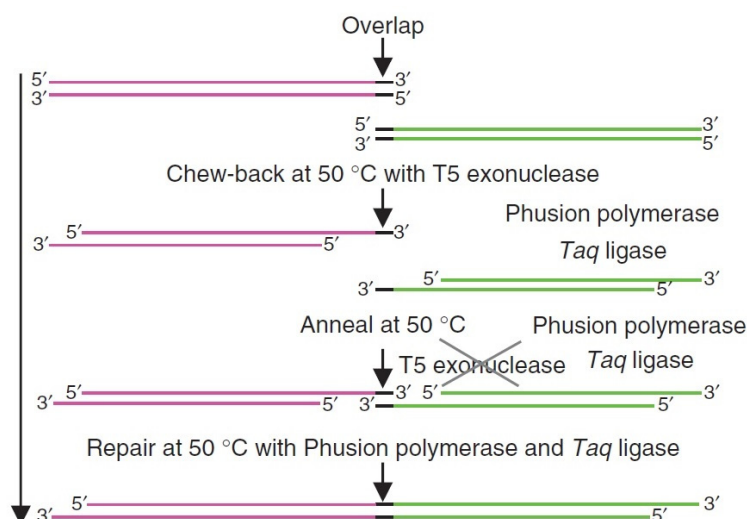 Overlap
5′ 3′
3′ 5′
5′ 3′
3′ 5′
Chew-back at 50 °C with T5 exonuclease
Phusion polymerase
5′ 3′
3′ 5′
Taq ligase
5′ 3′
3′ 5′
Anneal at 50 °C Phusion polymerase
T5 exonuclease Taq ligase
5′ 3′ 5′ 3′
3′ 5′ 3′ 5′
Repair at 50 °C with Phusion polymerase and Taq ligase
5′ 3′
3′ 5′